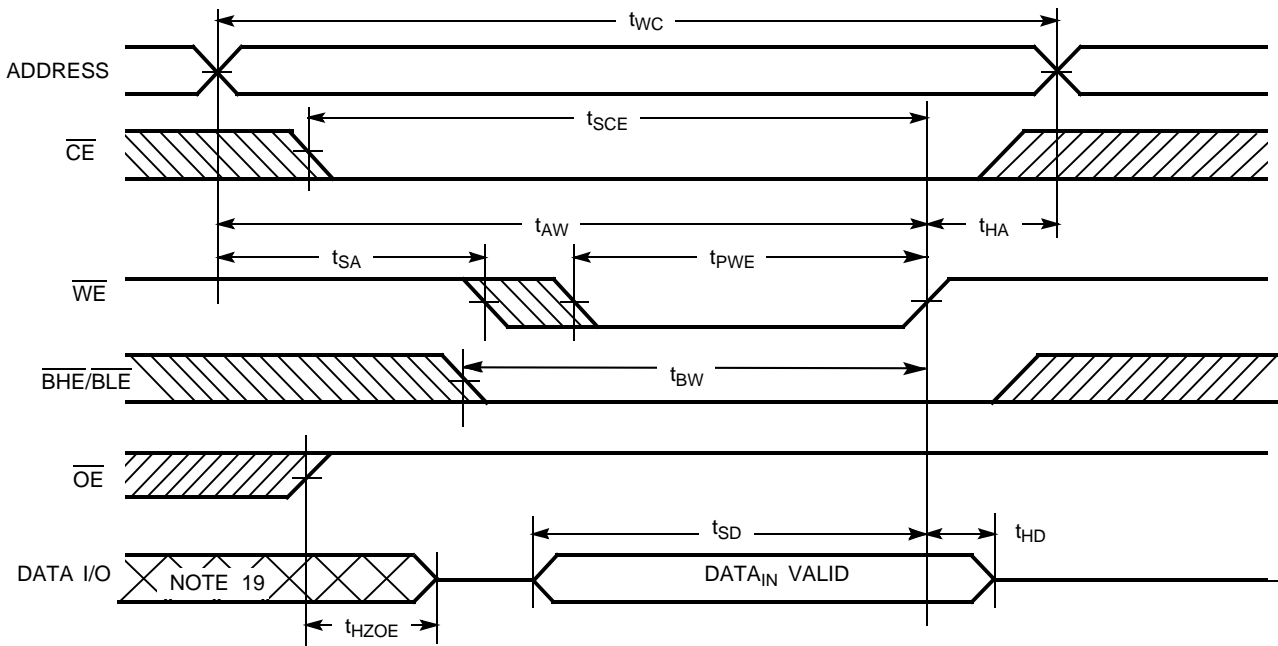 tWC
ADDRESS
tSCE
CE
tAW
tHA
tSA
tPWE
WE
BHE/BLE
tBW
OE
tSD
tHD
DATA I/O
NOTE 19
DATAIN VALID
tHZOE